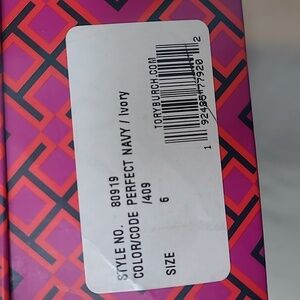 STYLE NO. 80919
COLOR/CODE PERFECT NAVY / Ivory
/409
SIZE 6
TORYBURCH.COM